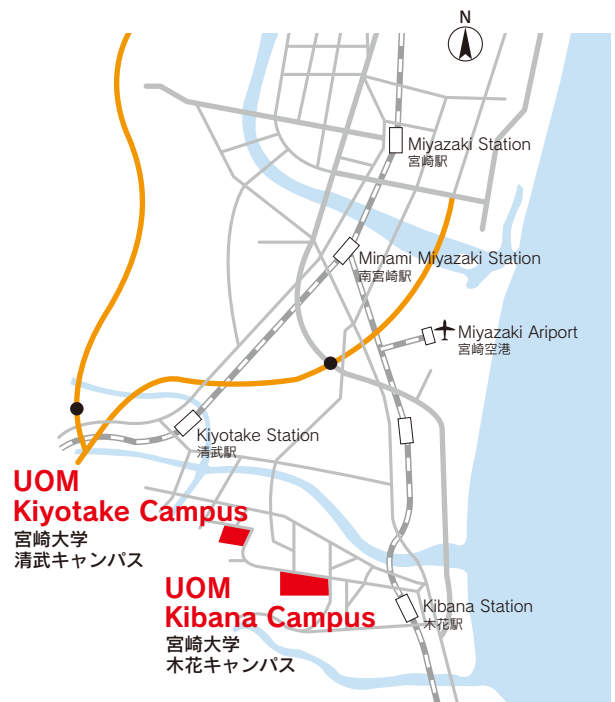 N
Miyazaki Station
宮崎駅
Minami Miyazaki Station
南宮崎駅
Miyazaki Ariport
宮崎空港
Kiyotake Station
清武駅
UOM
Kiyotake Campus
宮崎大学
清武キャンパス
UOM
Kibana Campus
宮崎大学
木花キャンパス
Kibana Station
木花駅